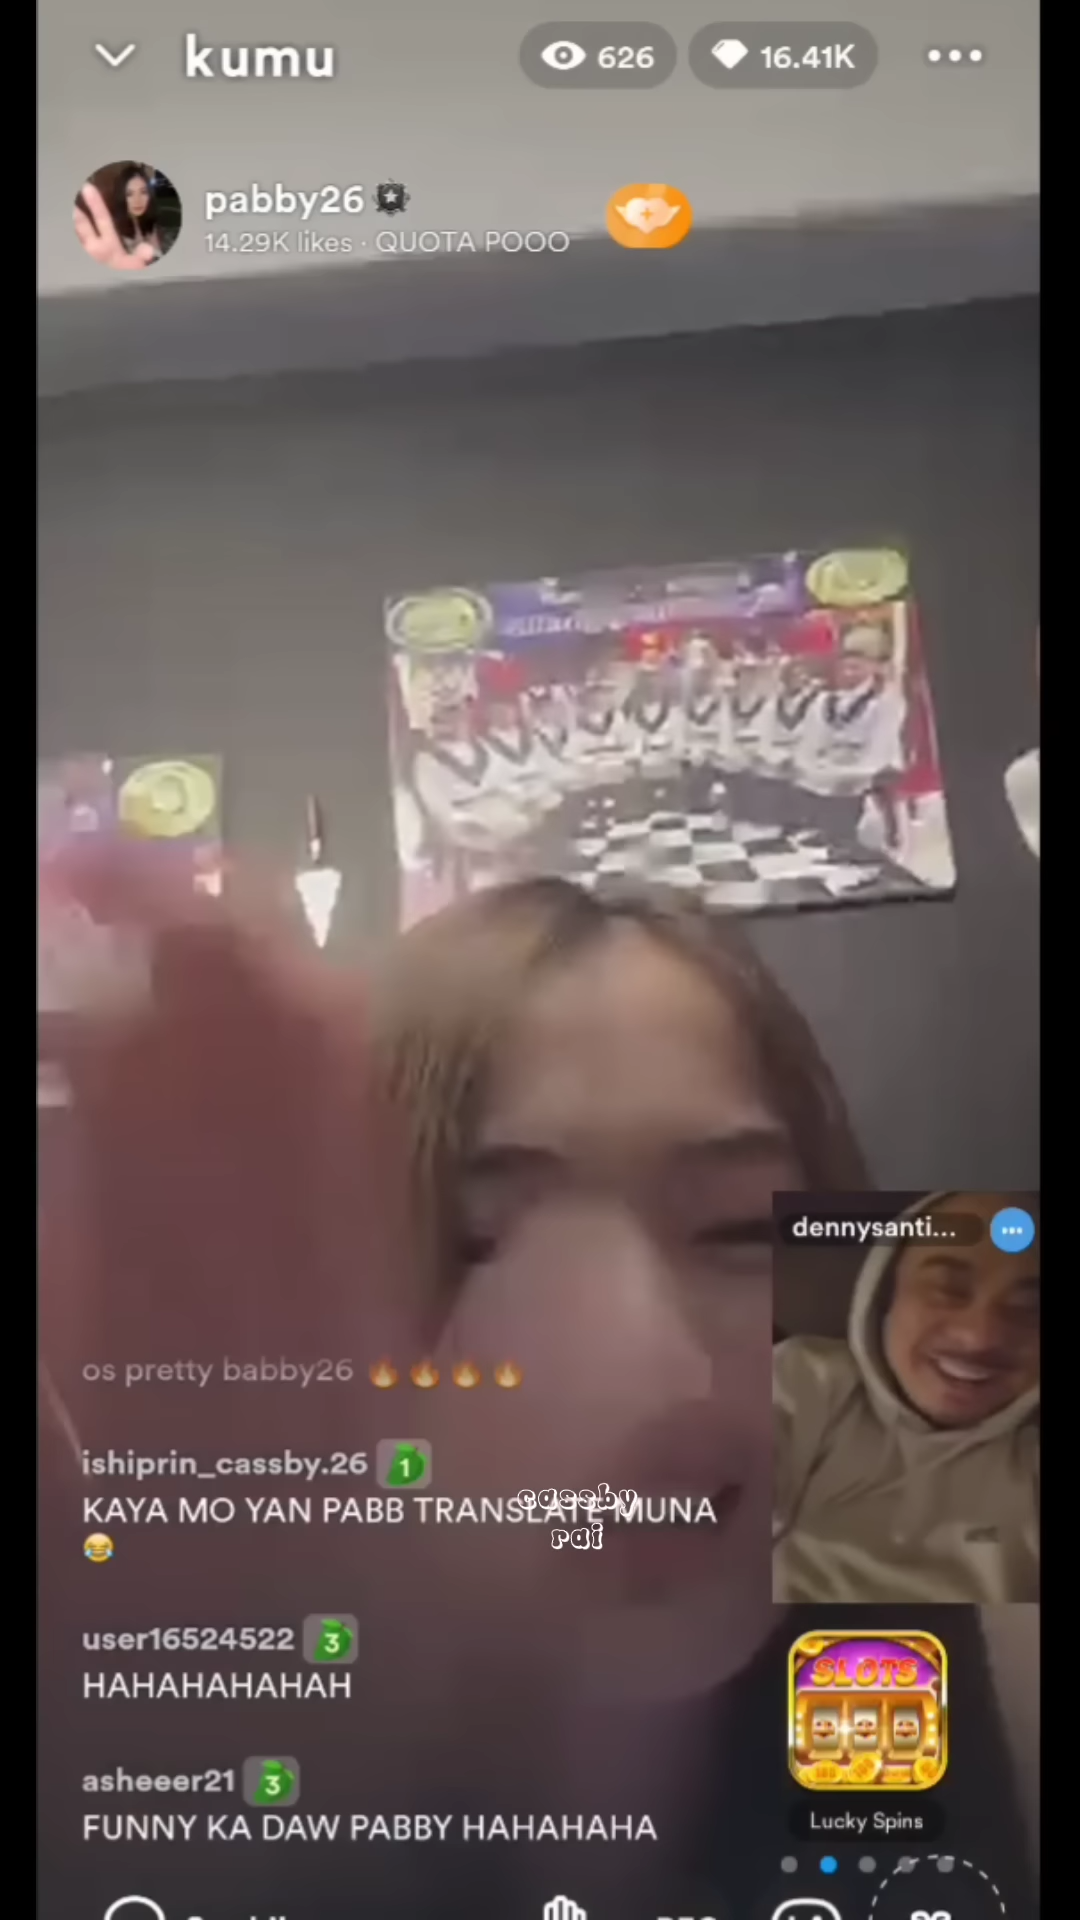 kumu
626
16.41K
pabby26
14.29K likes · QUOTA POOO
dennysanti...
os pretty babby26 🔥🔥🔥🔥
ishiprin_cassby.26 1
KAYA MO YAN PABB TRANSLATE MUNA
😂
cassby
rai
user16524522 3
HAHAHAHAHAH
SLOTS
asheeer21 3
FUNNY KA DAW PABBY HAHAHAHA
Lucky Spins